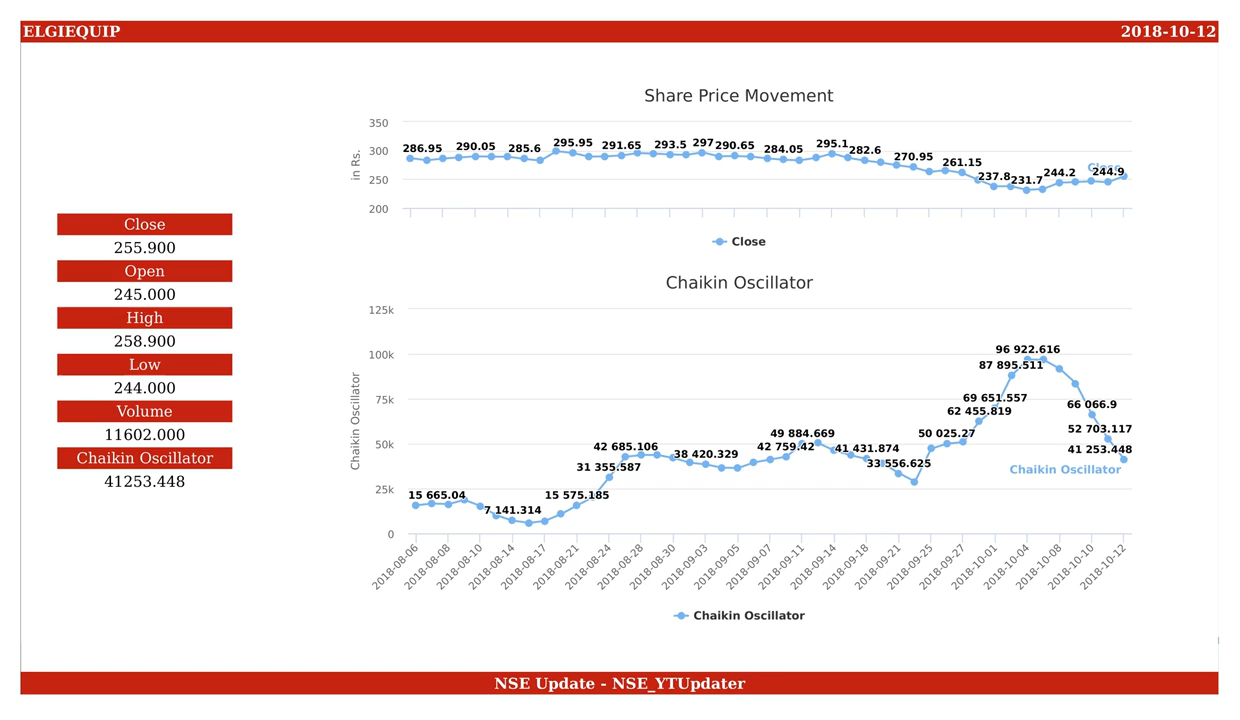 ELGIEQUIP 2018-10-12
Close
255.900
Open
245.000
High
258.900
Low
244.000
Volume
11602.000
Chaikin Oscillator
41253.448
Share Price Movement
in Rs.
350
300
250
200
286.95 290.05 285.6 295.95 291.65 293.5 297 290.65 284.05 295.1 282.6 270.95 261.15 237.8 231.7 244.2 244.9
Close
Close
Chaikin Oscillator
Chaikin Oscillator
125k
100k
75k
50k
25k
0
15 665.04 7 141.314 15 575.185 31 355.587 42 685.106 38 420.329 42 759.42 49 884.669 41 431.874 33 556.625 50 025.27 62 455.819 69 651.557 87 895.511 96 922.616 66 066.9 52 703.117 41 253.448
Chaikin Oscillator
2018-08-06 2018-08-08 2018-08-10 2018-08-14 2018-08-17 2018-08-21 2018-08-24 2018-08-28 2018-08-30 2018-09-03 2018-09-05 2018-09-07 2018-09-11 2018-09-14 2018-09-18 2018-09-21 2018-09-25 2018-09-27 2018-10-01 2018-10-04 2018-10-08 2018-10-10 2018-10-12
Chaikin Oscillator
NSE Update - NSE_YTUpdater